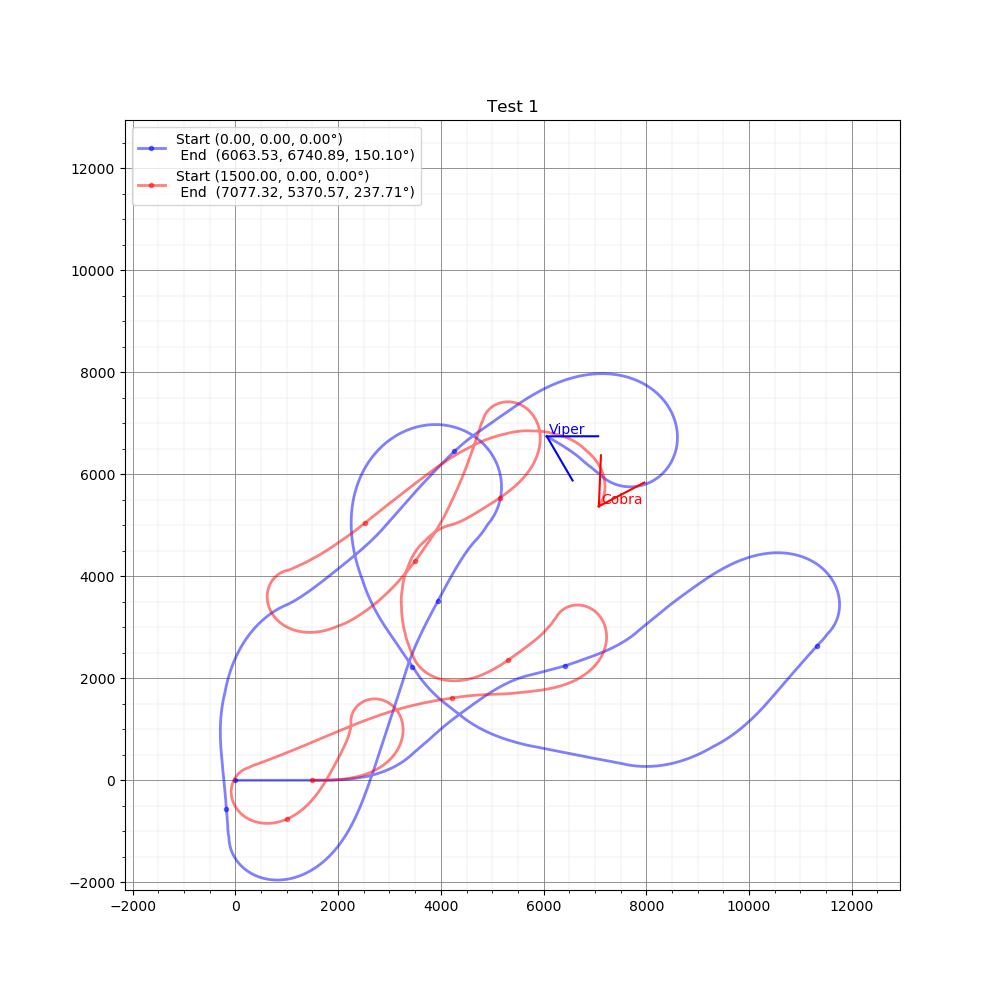 Test 1
Start (0.00, 0.00, 0.00°)
End  (6063.53, 6740.89, 150.10°)
Start (1500.00, 0.00, 0.00°)
End  (7077.32, 5370.57, 237.71°)
12000
10000
8000
6000
4000
2000
0
−2000
Viper
Cobra
−2000 0 2000 4000 6000 8000 10000 12000